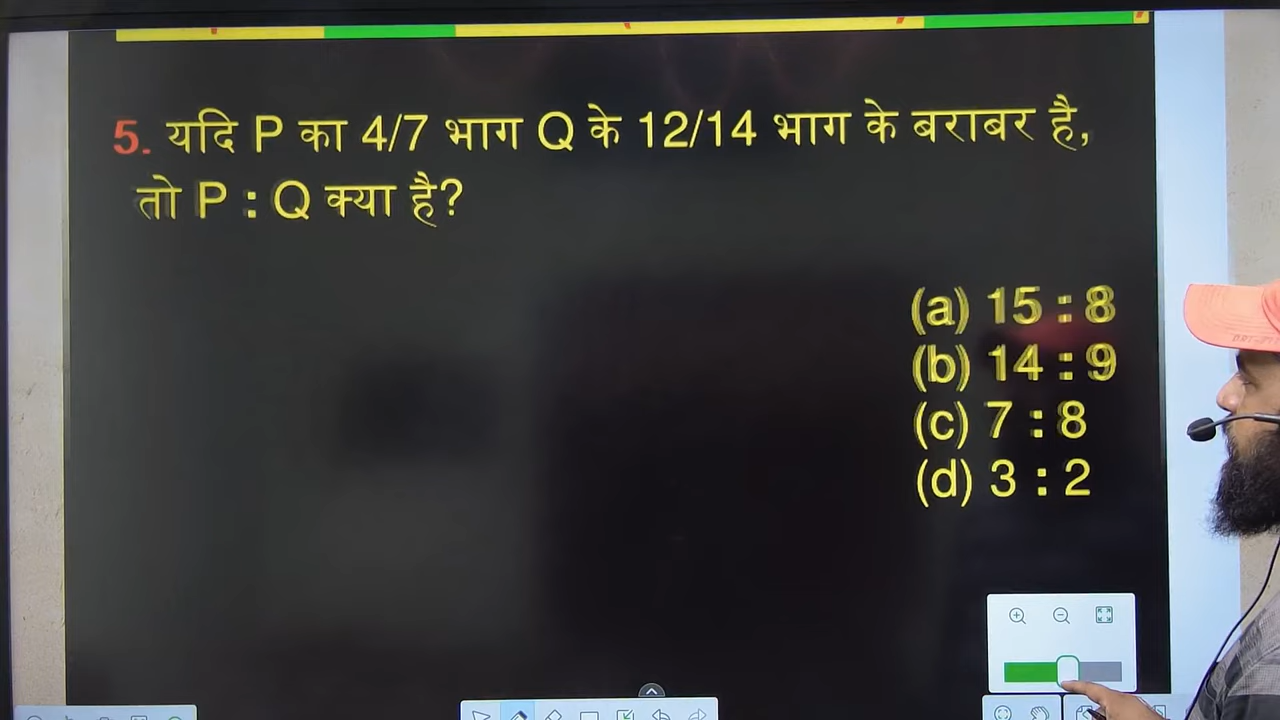 5. यदि P का 4/7 भाग Q के 12/14 भाग के बराबर है,
तो P : Q क्या है?
(a) 15 : 8
(b) 14 : 9
(c) 7 : 8
(d) 3 : 2